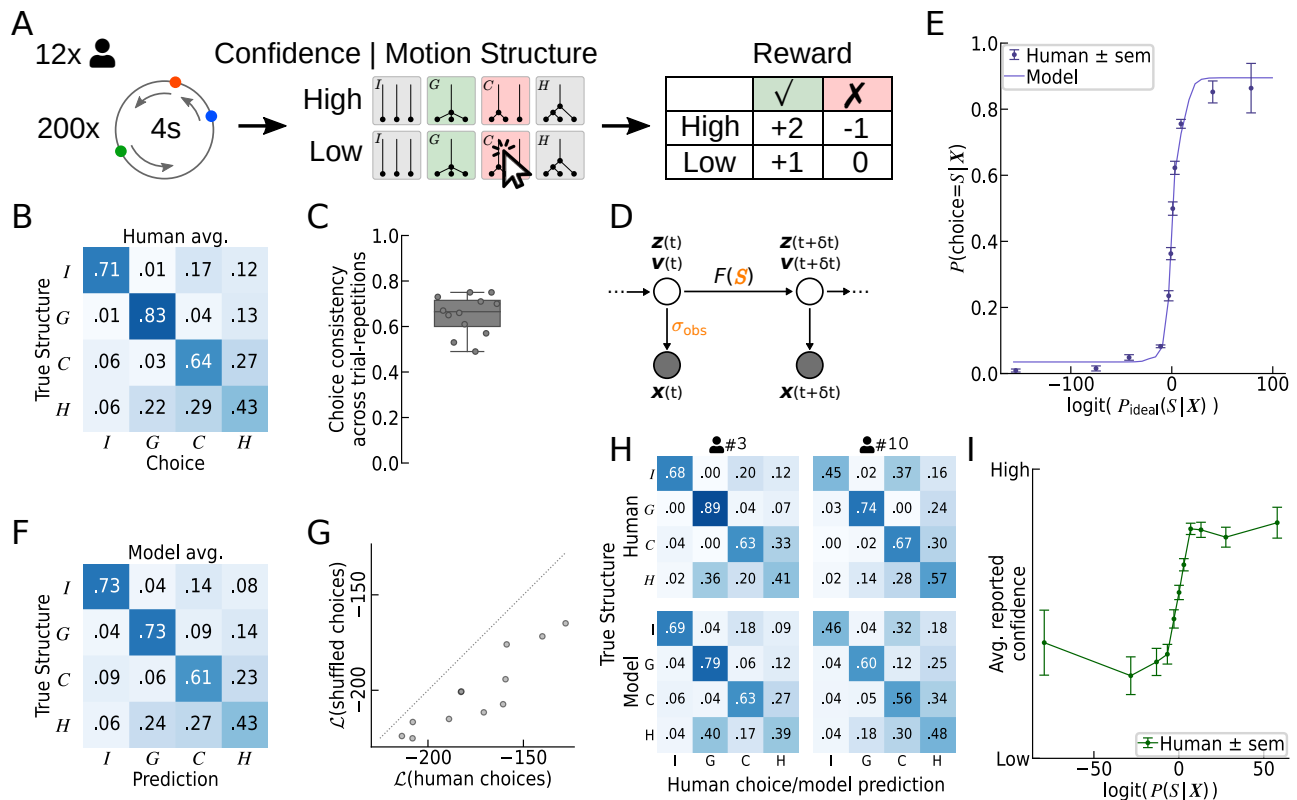 A
12x
200x
4s
Confidence | Motion Structure
High
I
G
C
H
Low
I
G
C
H
Reward
√ ✗
High +2 -1
Low +1 0
B
Human avg.
True Structure
I .71 .01 .17 .12
G .01 .83 .04 .13
C .06 .03 .64 .27
H .06 .22 .29 .43
I G C H
Choice
C
Choice consistency
across trial-repetitions
1.0
0.8
0.6
0.4
0.2
0.0
D
z(t) z(t+δt)
v(t) v(t+δt)
F(S)
... ...
σobs
x(t) x(t+δt)
E
P(choice=S|X)
1.0
0.8
0.6
0.4
0.2
0.0
Human ± sem
Model
−100 0 100
logit( Pideal(S|X) )
F
Model avg.
True Structure
I .73 .04 .14 .08
G .04 .73 .09 .14
C .09 .06 .61 .23
H .06 .24 .27 .43
I G C H
Prediction
G
ℒ(shuffled choices)
−150
−200
−200 −150
ℒ(human choices)
H
#3 #10
True Structure
Human
I .68 .00 .20 .12 .45 .02 .37 .16
G .00 .89 .04 .07 .03 .74 .00 .24
C .04 .00 .63 .33 .00 .02 .67 .30
H .02 .36 .20 .41 .02 .14 .28 .57
Model
I .69 .04 .18 .09 .46 .04 .32 .18
G .04 .79 .06 .12 .04 .60 .12 .25
C .06 .04 .63 .27 .04 .05 .56 .34
H .04 .40 .17 .39 .04 .18 .30 .48
I G C H I G C H
Human choice/model prediction
I
Avg. reported
confidence
High
Low
Human ± sem
−50 0 50
logit(P(S|X))